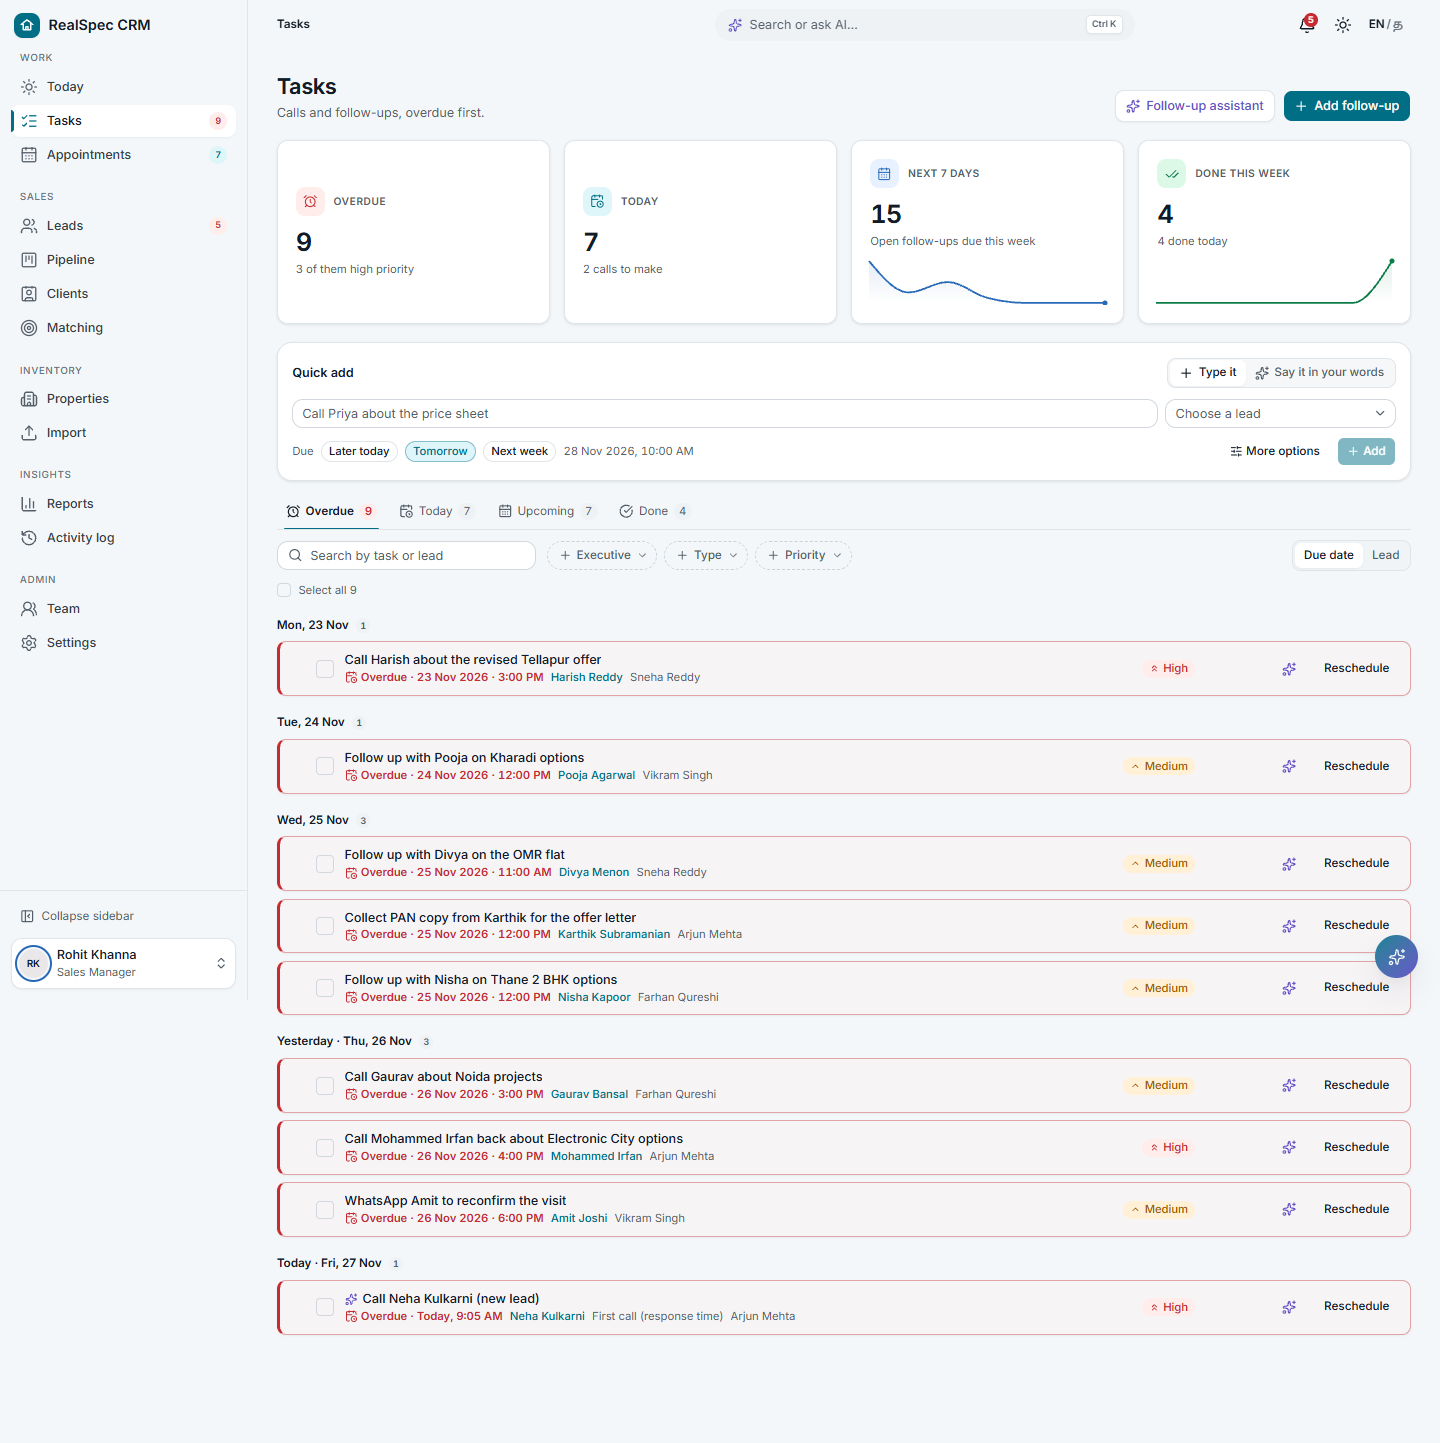 RealSpec CRM
WORK
Today
Tasks 9
Appointments 7
SALES
Leads 5
Pipeline
Clients
Matching
INVENTORY
Properties
Import
INSIGHTS
Reports
Activity log
ADMIN
Team
Settings
Collapse sidebar
RK
Rohit Khanna
Sales Manager
Tasks
Search or ask AI...
Ctrl K
5
EN / த
Tasks
Calls and follow-ups, overdue first.
Follow-up assistant
Add follow-up
OVERDUE
9
3 of them high priority
TODAY
7
2 calls to make
NEXT 7 DAYS
15
Open follow-ups due this week
DONE THIS WEEK
4
4 done today
Quick add
Type it
Say it in your words
Call Priya about the price sheet
Choose a lead
Due Later today Tomorrow Next week 28 Nov 2026, 10:00 AM
More options
Add
Overdue 9 Today 7 Upcoming 7 Done 4
Search by task or lead
Executive
Type
Priority
Due date Lead
Select all 9
Mon, 23 Nov 1
Call Harish about the revised Tellapur offer
Overdue · 23 Nov 2026 · 3:00 PM Harish Reddy Sneha Reddy
High
Reschedule
Tue, 24 Nov 1
Follow up with Pooja on Kharadi options
Overdue · 24 Nov 2026 · 12:00 PM Pooja Agarwal Vikram Singh
Medium
Reschedule
Wed, 25 Nov 3
Follow up with Divya on the OMR flat
Overdue · 25 Nov 2026 · 11:00 AM Divya Menon Sneha Reddy
Medium
Reschedule
Collect PAN copy from Karthik for the offer letter
Overdue · 25 Nov 2026 · 12:00 PM Karthik Subramanian Arjun Mehta
Medium
Reschedule
Follow up with Nisha on Thane 2 BHK options
Overdue · 25 Nov 2026 · 12:00 PM Nisha Kapoor Farhan Qureshi
Medium
Reschedule
Yesterday · Thu, 26 Nov 3
Call Gaurav about Noida projects
Overdue · 26 Nov 2026 · 3:00 PM Gaurav Bansal Farhan Qureshi
Medium
Reschedule
Call Mohammed Irfan back about Electronic City options
Overdue · 26 Nov 2026 · 4:00 PM Mohammed Irfan Arjun Mehta
High
Reschedule
WhatsApp Amit to reconfirm the visit
Overdue · 26 Nov 2026 · 6:00 PM Amit Joshi Vikram Singh
Medium
Reschedule
Today · Fri, 27 Nov 1
Call Neha Kulkarni (new lead)
Overdue · Today, 9:05 AM Neha Kulkarni First call (response time) Arjun Mehta
High
Reschedule